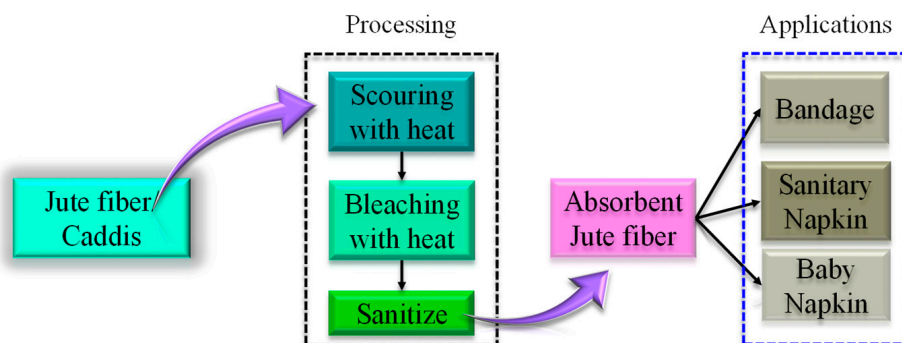 Processing
Applications
Scouring
with heat
Bandage
Jute fiber/
Caddis
Bleaching
with heat
Absorbent
Jute fiber
Sanitary
Napkin
Sanitize
Baby
Napkin